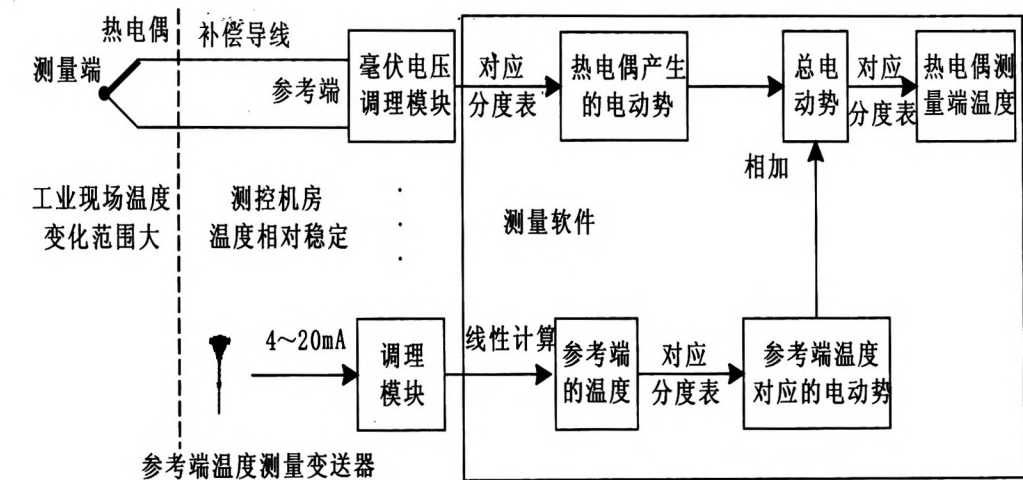 热电偶
补偿导线
测量端
参考端
毫伏电压
调理模块
对应
分度表
热电偶产生
的电动势
总电
动势
对应
分度表
热电偶测
量端温度
相加
工业现场温度
变化范围大
测控机房
温度相对稳定
测量软件
4～20mA
调理
模块
线性计算
参考端
的温度
对应
分度表
参考端温度
对应的电动势
参考端温度测量变送器